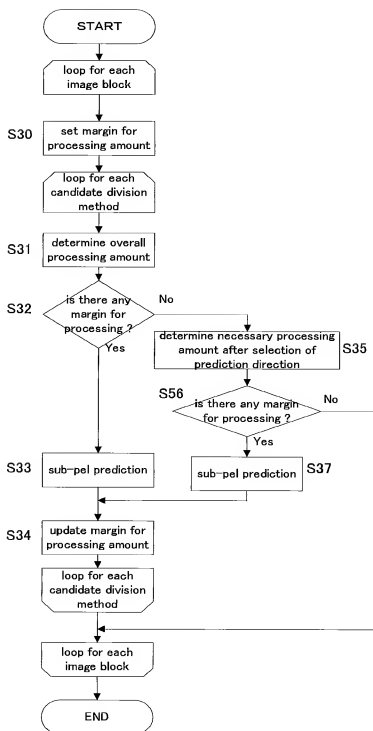 START
loop for each
image block
S30
set margin for
processing amount
loop for each
candidate division
method
S31
determine overall
processing amount
S32
is there any
margin for
processing ?
No
Yes
determine necessary processing
amount after selection of
prediction direction
S35
S56
is there any margin
for processing ?
No
Yes
S33
sub-pel prediction
sub-pel prediction
S37
S34
update margin for
processing amount
loop for each
candidate division
method
loop for each
image block
END